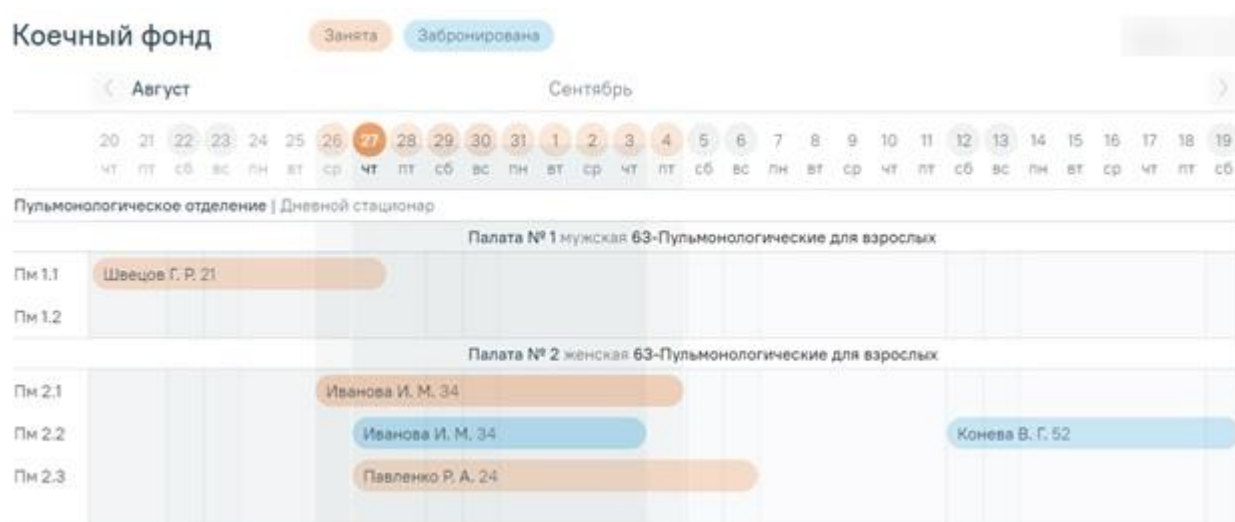 Коечный фонд Занята Забронирована
Август Сентябрь
20 21 22 23 24 25 26 27 28 29 30 31 1 2 3 4 5 6 7 8 9 10 11 12 13 14 15 16 17 18 19
чт пт сб вс пн вт ср чт пт сб вс пн вт ср чт пт сб вс пн вт ср чт пт сб вс пн вт ср чт пт сб
Пульмонологическое отделение | Дневной стационар
Палата № 1 мужская 63-Пульмонологические для взрослых
Пм 1.1 Швецов Г. Р. 21
Пм 1.2
Палата № 2 женская 63-Пульмонологические для взрослых
Пм 2.1 Иванова И. М. 34
Пм 2.2 Иванова И. М. 34 Конева В. Г. 52
Пм 2.3 Павленко Р. А. 24